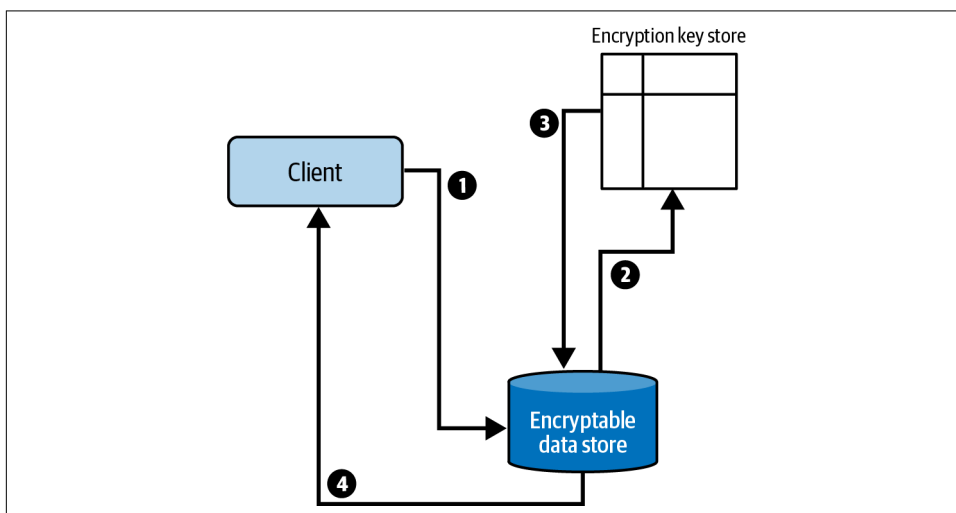 Encryption key store
3
Client
1
2
Encryptable
data store
4